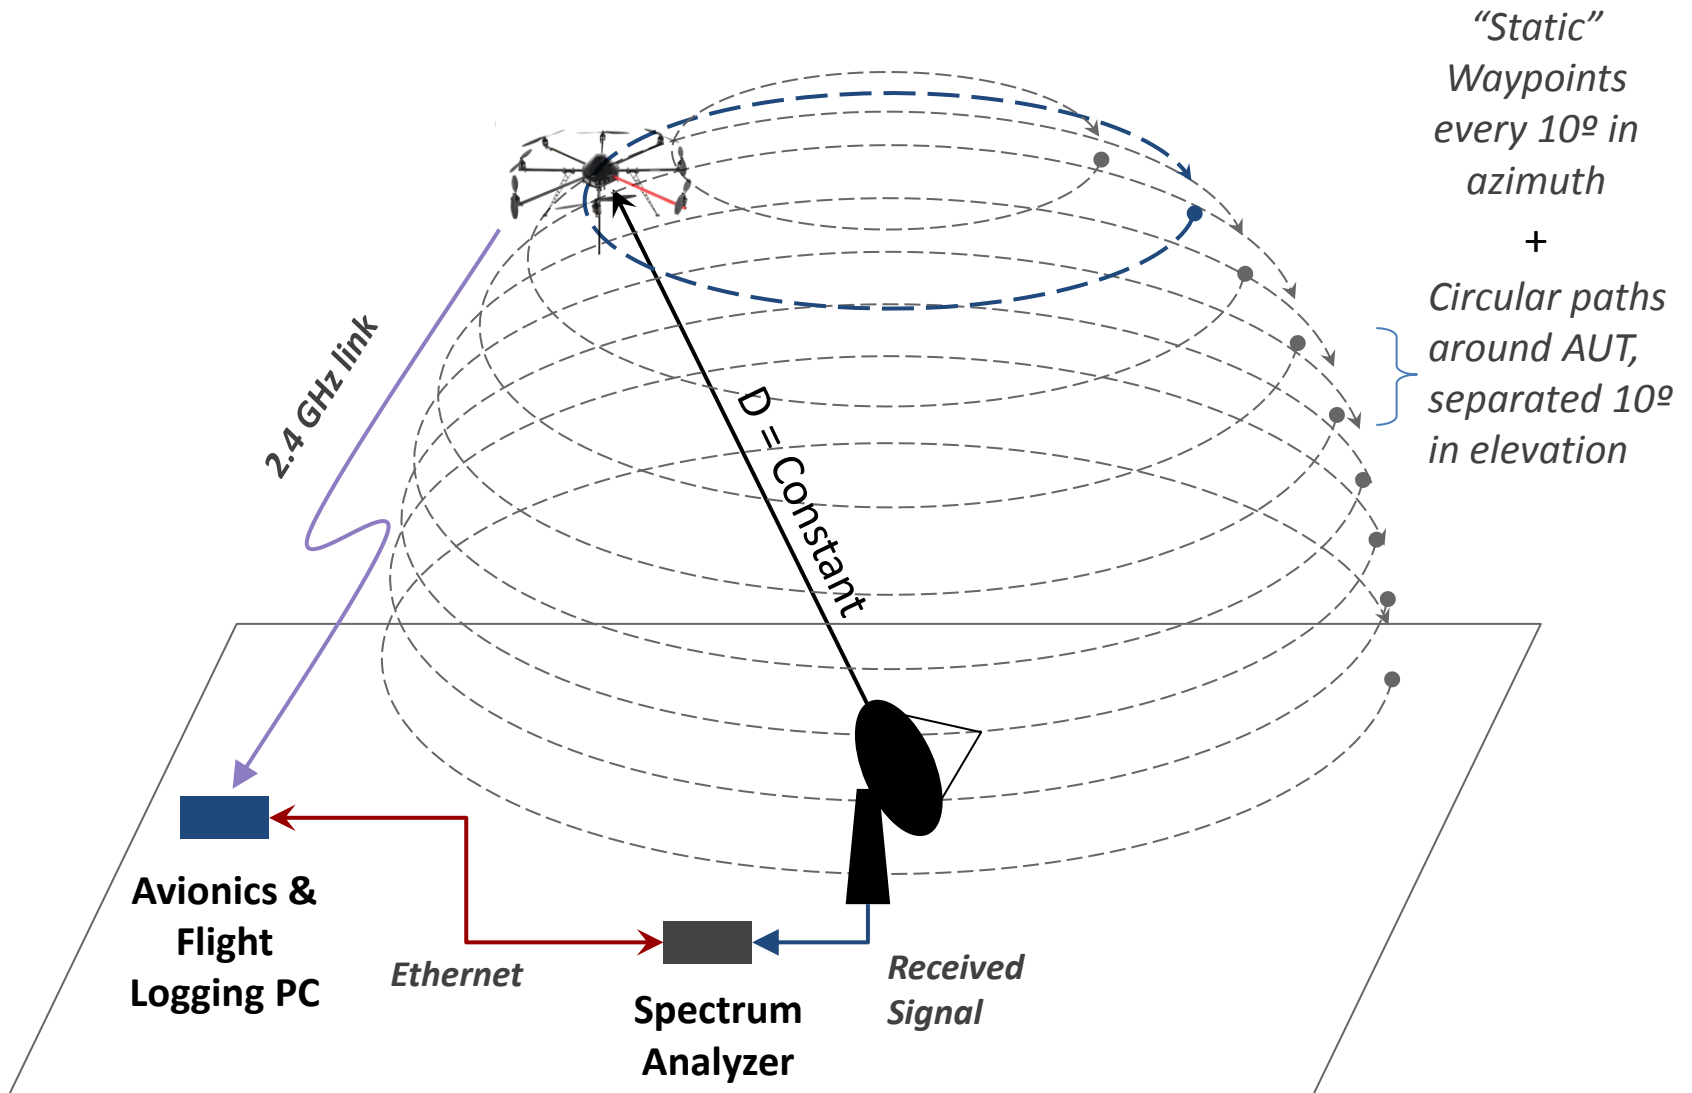 “Static”
Waypoints
every 10º in
azimuth
+
Circular paths
around AUT,
separated 10º
in elevation
2.4 GHz link
D = Constant
Avionics &
Flight
Logging PC
Ethernet
Spectrum
Analyzer
Received
Signal